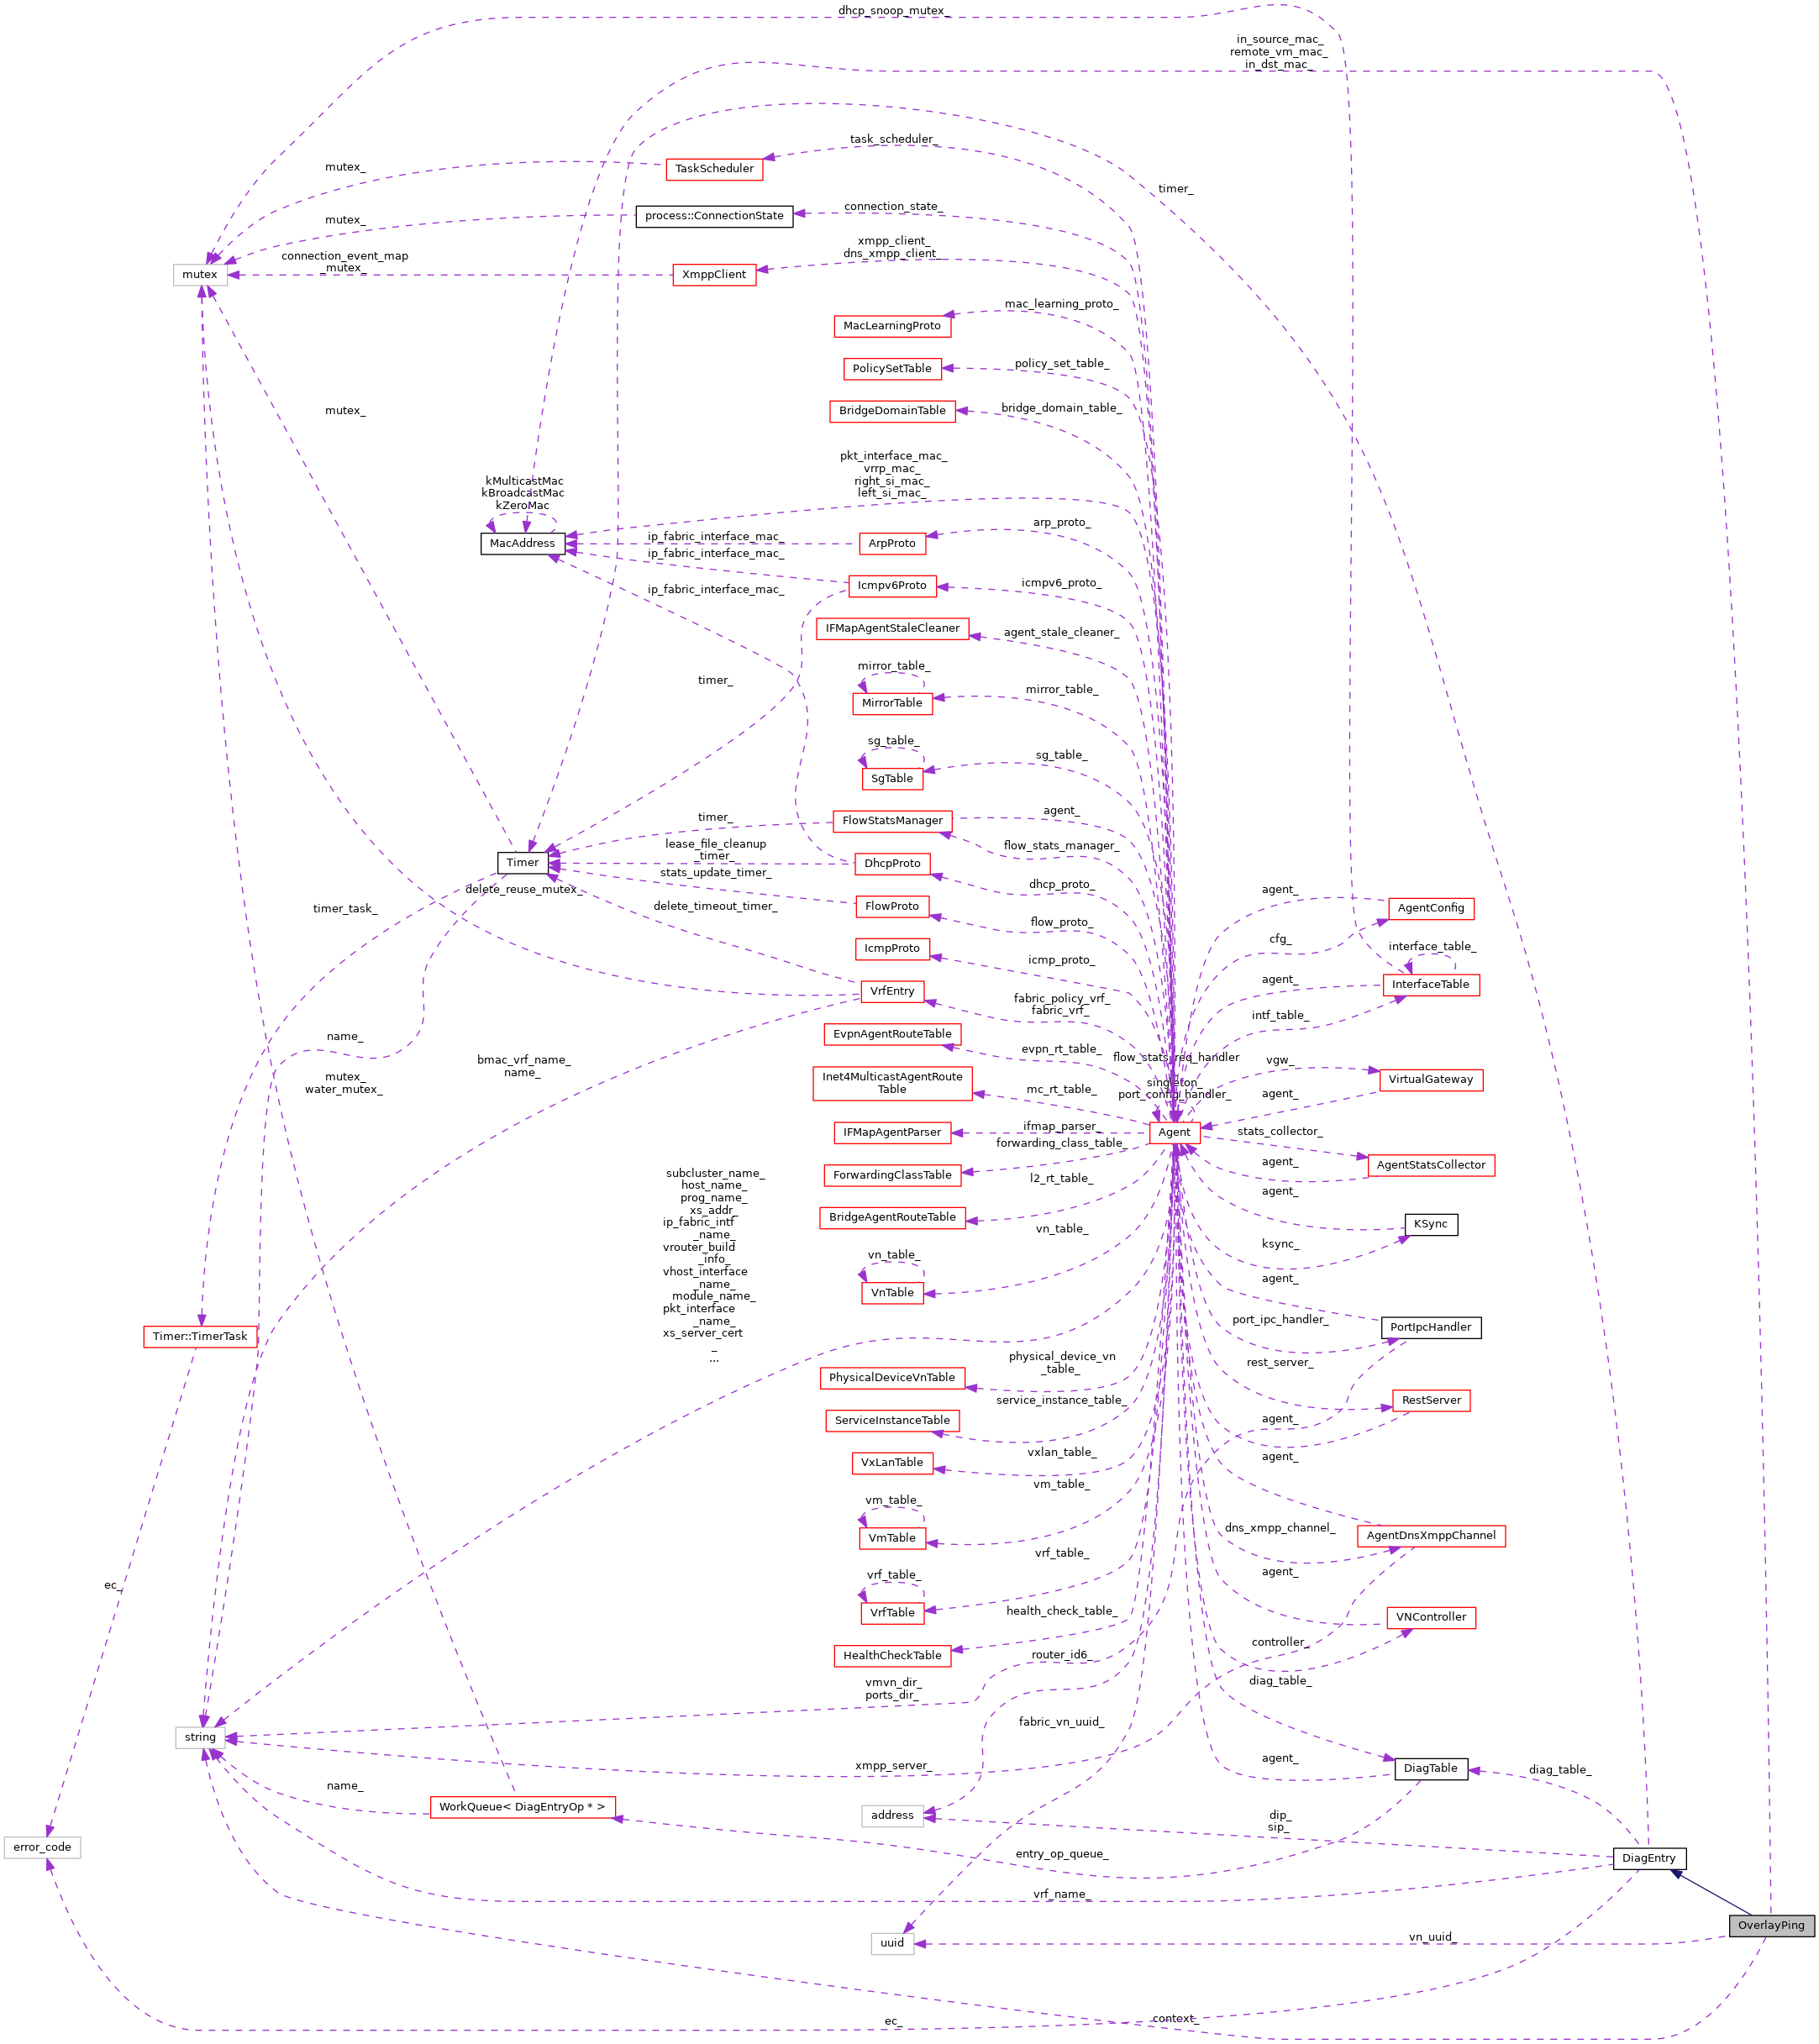 dhcp_snoop_mutex_
in_source_mac_
remote_vm_mac_
in_dst_mac_
task_scheduler_
mutex_
TaskScheduler
timer_
connection_state_
mutex_
process::ConnectionState
xmpp_client_
dns_xmpp_client_
connection_event_map
_mutex_
mutex
XmppClient
mac_learning_proto_
MacLearningProto
policy_set_table_
PolicySetTable
bridge_domain_table_
BridgeDomainTable
mutex_
pkt_interface_mac_
vrrp_mac_
right_si_mac_
left_si_mac_
kMulticastMac
kBroadcastMac
kZeroMac
arp_proto_
ip_fabric_interface_mac_
MacAddress
ArpProto
ip_fabric_interface_mac_
icmpv6_proto_
Icmpv6Proto
ip_fabric_interface_mac_
agent_stale_cleaner_
IFMapAgentStaleCleaner
mirror_table_
timer_
mirror_table_
MirrorTable
sg_table_
sg_table_
SgTable
timer_
agent_
FlowStatsManager
lease_file_cleanup
_timer_
flow_stats_manager_
Timer
DhcpProto
stats_update_timer_
dhcp_proto_
delete_reuse_mutex_
agent_
timer_task_
delete_timeout_timer_
FlowProto
AgentConfig
flow_proto_
cfg_
IcmpProto
interface_table_
icmp_proto_
agent_
InterfaceTable
VrfEntry
fabric_policy_vrf_
fabric_vrf_
intf_table_
name_
EvpnAgentRouteTable
evpn_rt_table_
flow_stats_req_handler
_
bmac_vrf_name_
name_
vgw_
mutex_
water_mutex_
Inet4MulticastAgentRoute
Table
mc_rt_table_
singleton_
port_config_handler_
VirtualGateway
agent_
ifmap_parser_
IFMapAgentParser
Agent
stats_collector_
forwarding_class_table_
agent_
AgentStatsCollector
ForwardingClassTable
l2_rt_table_
agent_
BridgeAgentRouteTable
KSync
subcluster_name_
host_name_
prog_name_
xs_addr_
ip_fabric_intf
_name_
vrouter_build
_info_
vhost_interface
_name_
module_name_
pkt_interface
_name_
xs_server_cert
_
...
vn_table_
ksync_
vn_table_
VnTable
agent_
port_ipc_handler_
PortIpcHandler
Timer::TimerTask
physical_device_vn
_table_
rest_server_
PhysicalDeviceVnTable
service_instance_table_
RestServer
agent_
ServiceInstanceTable
vxlan_table_
agent_
VxLanTable
vm_table_
vm_table_
dns_xmpp_channel_
AgentDnsXmppChannel
VmTable
vrf_table_
agent_
ec_
vrf_table_
VrfTable
health_check_table_
VNController
HealthCheckTable
router_id6_
controller_
vmvn_dir_
ports_dir_
diag_table_
fabric_vn_uuid_
string
xmpp_server_
agent_
DiagTable
diag_table_
name_
WorkQueue< DiagEntryOp * >
address
dip_
sip_
error_code
entry_op_queue_
DiagEntry
vrf_name_
OverlayPing
uuid
vn_uuid_
ec_
context_